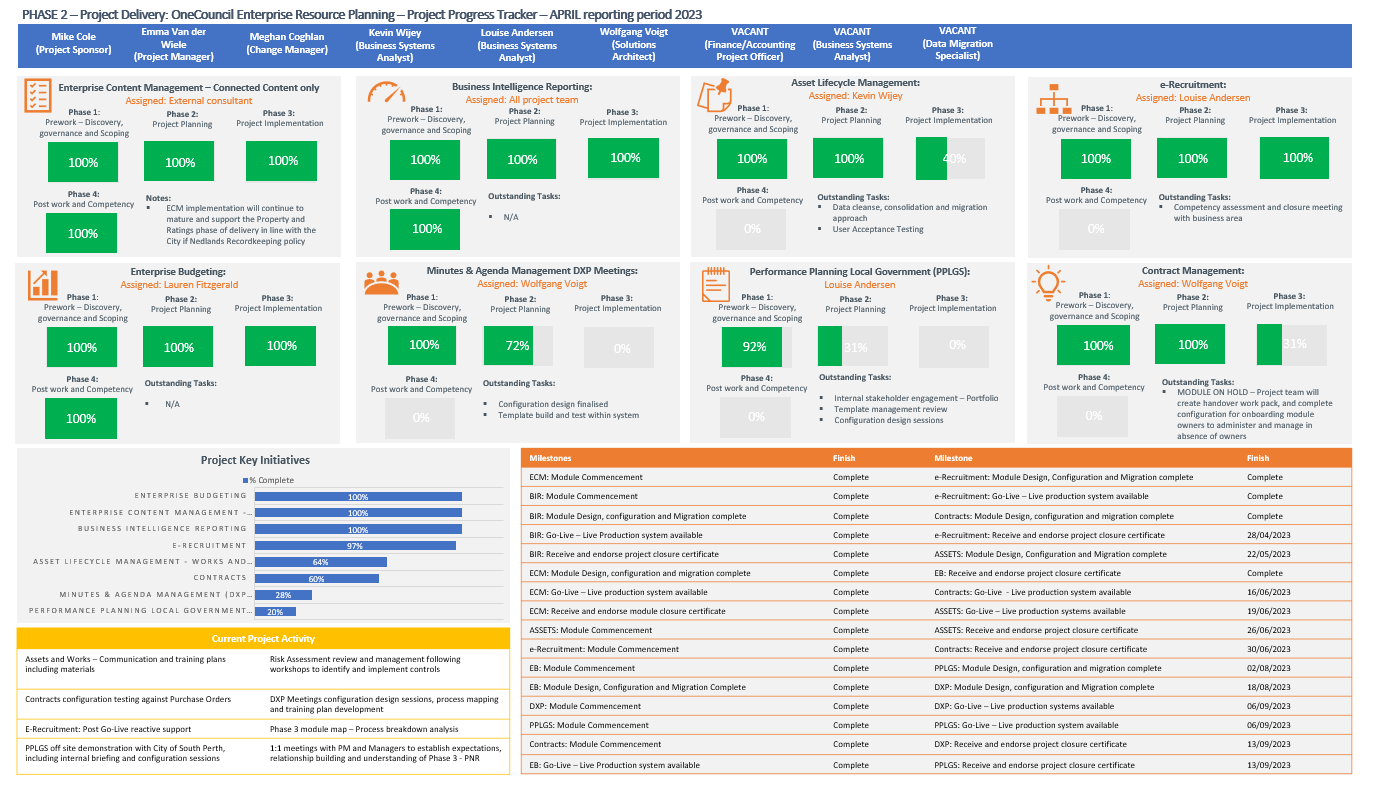 PHASE 2 – Project Delivery: OneCouncil Enterprise Resource Planning – Project Progress Tracker – APRIL reporting period 2023
Mike Cole
(Project Sponsor)
Emma Van der
Wiele
(Project Manager)
Meghan Coghlan
(Change Manager)
Kevin Wijey
(Business Systems
Analyst)
Louise Andersen
(Business Systems
Analyst)
Wolfgang Voigt
(Solutions
Architect)
VACANT
(Finance/Accounting
Project Officer)
VACANT
(Business Systems
Analyst)
VACANT
(Data Migration
Specialist)
Enterprise Content Management – Connected Content only
Assigned: External consultant
Phase 1:
Prework – Discovery,
governance and Scoping
100%
Phase 2:
Project Planning
100%
Phase 3:
Project Implementation
100%
Phase 4:
Post work and Competency
100%
Notes:
▪ ECM implementation will continue to
mature and support the Property and
Ratings phase of delivery in line with the
City if Nedlands Recordkeeping policy
Business Intelligence Reporting:
Assigned: All project team
Phase 1:
Prework – Discovery,
governance and Scoping
100%
Phase 2:
Project Planning
100%
Phase 3:
Project Implementation
100%
Phase 4:
Post work and Competency
100%
Outstanding Tasks:
▪ N/A
Asset Lifecycle Management:
Assigned: Kevin Wijey
Phase 1:
Prework – Discovery,
governance and Scoping
100%
Phase 2:
Project Planning
100%
Phase 3:
Project Implementation
40%
Phase 4:
Post work and Competency
0%
Outstanding Tasks:
▪ Data cleanse, consolidation and migration
approach
▪ User Acceptance Testing
e-Recruitment:
Assigned: Louise Andersen
Phase 1:
Prework – Discovery,
governance and Scoping
100%
Phase 2:
Project Planning
100%
Phase 3:
Project Implementation
100%
Phase 4:
Post work and Competency
0%
Outstanding Tasks:
▪ Competency assessment and closure meeting
with business area
Enterprise Budgeting:
Assigned: Lauren Fitzgerald
Phase 1:
Prework – Discovery,
governance and Scoping
100%
Phase 2:
Project Planning
100%
Phase 3:
Project Implementation
100%
Phase 4:
Post work and Competency
100%
Outstanding Tasks:
▪ N/A
Minutes & Agenda Management DXP Meetings:
Assigned: Wolfgang Voigt
Phase 1:
Prework – Discovery,
governance and Scoping
100%
Phase 2:
Project Planning
72%
Phase 3:
Project Implementation
0%
Phase 4:
Post work and Competency
0%
Outstanding Tasks:
▪ Configuration design finalised
▪ Template build and test within system
Performance Planning Local Government (PPLGS):
Louise Andersen
Phase 1:
Prework – Discovery,
governance and Scoping
92%
Phase 2:
Project Planning
31%
Phase 3:
Project Implementation
0%
Phase 4:
Post work and Competency
0%
Outstanding Tasks:
▪ Internal stakeholder engagement – Portfolio
▪ Template management review
▪ Configuration design sessions
Contract Management:
Assigned: Wolfgang Voigt
Phase 1:
Prework – Discovery,
governance and Scoping
100%
Phase 2:
Project Planning
100%
Phase 3:
Project Implementation
31%
Phase 4:
Post work and Competency
0%
Outstanding Tasks:
▪ MODULE ON HOLD – Project team will
create handover work pack, and complete
configuration for onboarding module
owners to administer and manage in
absence of owners
Project Key Initiatives
% Complete
ENTERPRISE BUDGETING 100%
ENTERPRISE CONTENT MANAGEMENT -… 100%
BUSINESS INTELLIGENCE REPORTING 100%
E-RECRUITMENT 97%
ASSET LIFECYCLE MANAGEMENT - WORKS AND… 64%
CONTRACTS 60%
MINUTES & AGENDA MANAGEMENT (DXP… 28%
PERFORMANCE PLANNING LOCAL GOVERNMENT… 20%
Current Project Activity
Assets and Works – Communication and training plans
including materials
Risk Assessment review and management following
workshops to identify and implement controls
Contracts configuration testing against Purchase Orders
DXP Meetings configuration design sessions, process mapping
and training plan development
E-Recruitment: Post Go-Live reactive support
Phase 3 module map – Process breakdown analysis
PPLGS off site demonstration with City of South Perth,
including internal briefing and configuration sessions
1:1 meetings with PM and Managers to establish expectations,
relationship building and understanding of Phase 3 - PNR
Milestones Finish Milestone Finish
ECM: Module Commencement Complete e-Recruitment: Module Design, Configuration and Migration complete Complete
BIR: Module Commencement Complete e-Recruitment: Go-Live – Live production system available Complete
BIR: Module Design, configuration and Migration complete Complete Contracts: Module Design, configuration and migration complete Complete
BIR: Go-Live – Live Production system available Complete e-Recruitment: Receive and endorse project closure certificate 28/04/2023
BIR: Receive and endorse project closure certificate Complete ASSETS: Module Design, Configuration and Migration complete 22/05/2023
ECM: Module Design, configuration and migration complete Complete EB: Receive and endorse project closure certificate Complete
ECM: Go-Live – Live production system available Complete Contracts: Go-Live - Live production system available 16/06/2023
ECM: Receive and endorse module closure certificate Complete ASSETS: Go-Live – Live production systems available 19/06/2023
ASSETS: Module Commencement Complete ASSETS: Receive and endorse project closure certificate 26/06/2023
e-Recruitment: Module Commencement Complete Contracts: Receive and endorse project closure certificate 30/06/2023
EB: Module Commencement Complete PPLGS: Module Design, configuration and migration complete 02/08/2023
EB: Module Design, Configuration and Migration Complete Complete DXP: Module Design, configuration and Migration complete 18/08/2023
DXP: Module Commencement Complete DXP: Go-Live – Live production systems available 06/09/2023
PPLGS: Module Commencement Complete PPLGS: Go-Live – Live production system available 06/09/2023
Contracts: Module Commencement Complete DXP: Receive and endorse project closure certificate 13/09/2023
EB: Go-Live – Live Production system available Complete PPLGS: Receive and endorse project closure certificate 13/09/2023